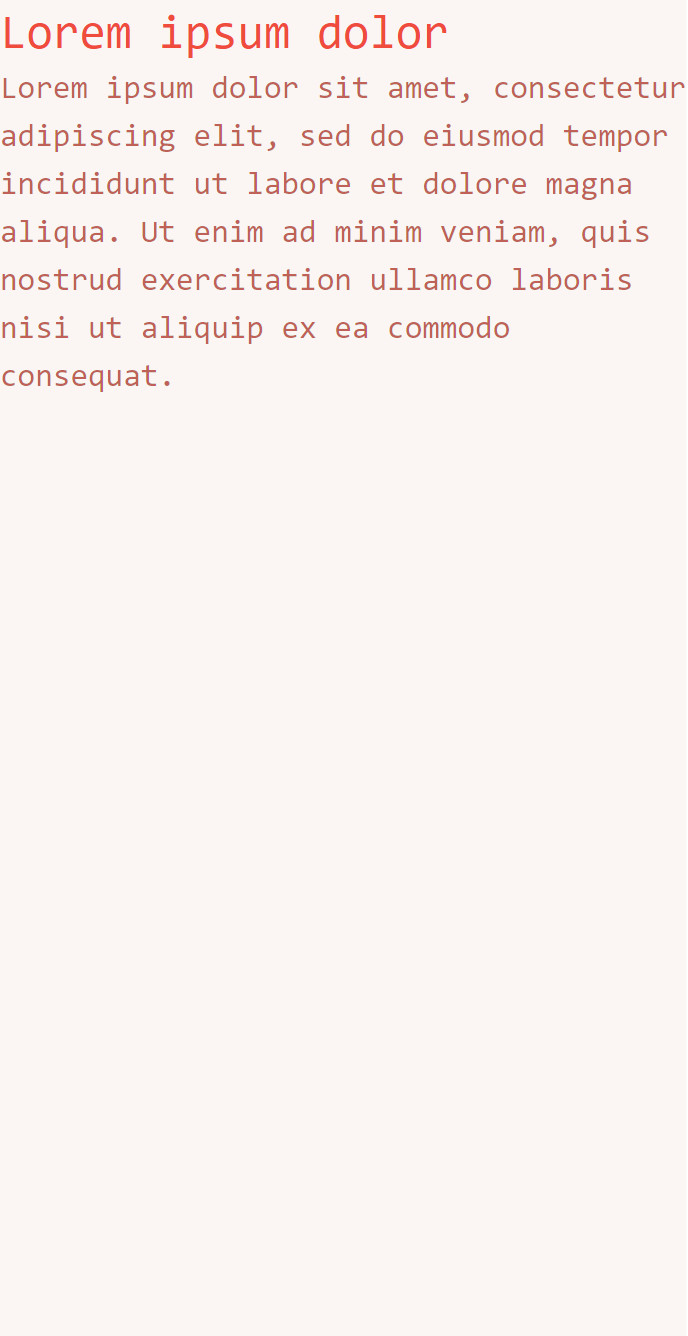 Lorem ipsum dolor
Lorem ipsum dolor sit amet, consectetur
adipiscing elit, sed do eiusmod tempor
incididunt ut labore et dolore magna
aliqua. Ut enim ad minim veniam, quis
nostrud exercitation ullamco laboris
nisi ut aliquip ex ea commodo
consequat.